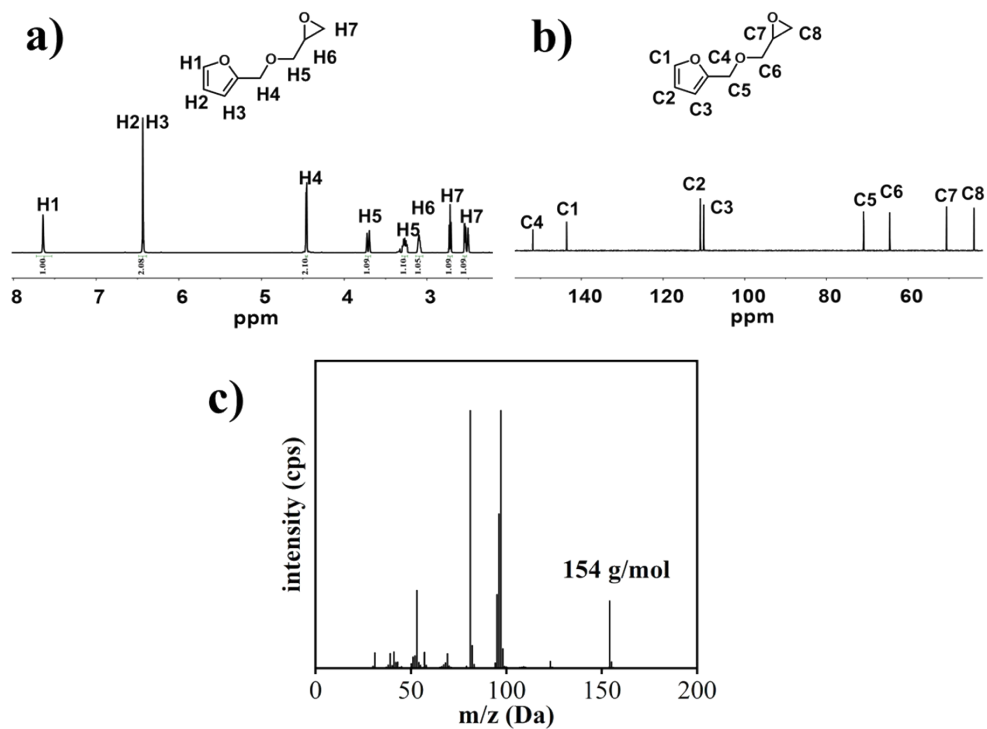 a)
O
H7
H1
O
O
H6
H5
H2
H4
H3
H2 H3
H4
H1
H5
H6
H5
H7
H7
1.00
2.08
2.10
1.09
1.10
1.05
1.09
1.09
8 7 6 5 4 3
ppm
b)
O
C7
C8
C1
O
C4
O
C6
C2
C5
C3
C4
C1
C2
C3
C5
C6
C7
C8
140 120 100 80 60
ppm
c)
intensity (cps)
154 g/mol
0 50 100 150 200
m/z (Da)